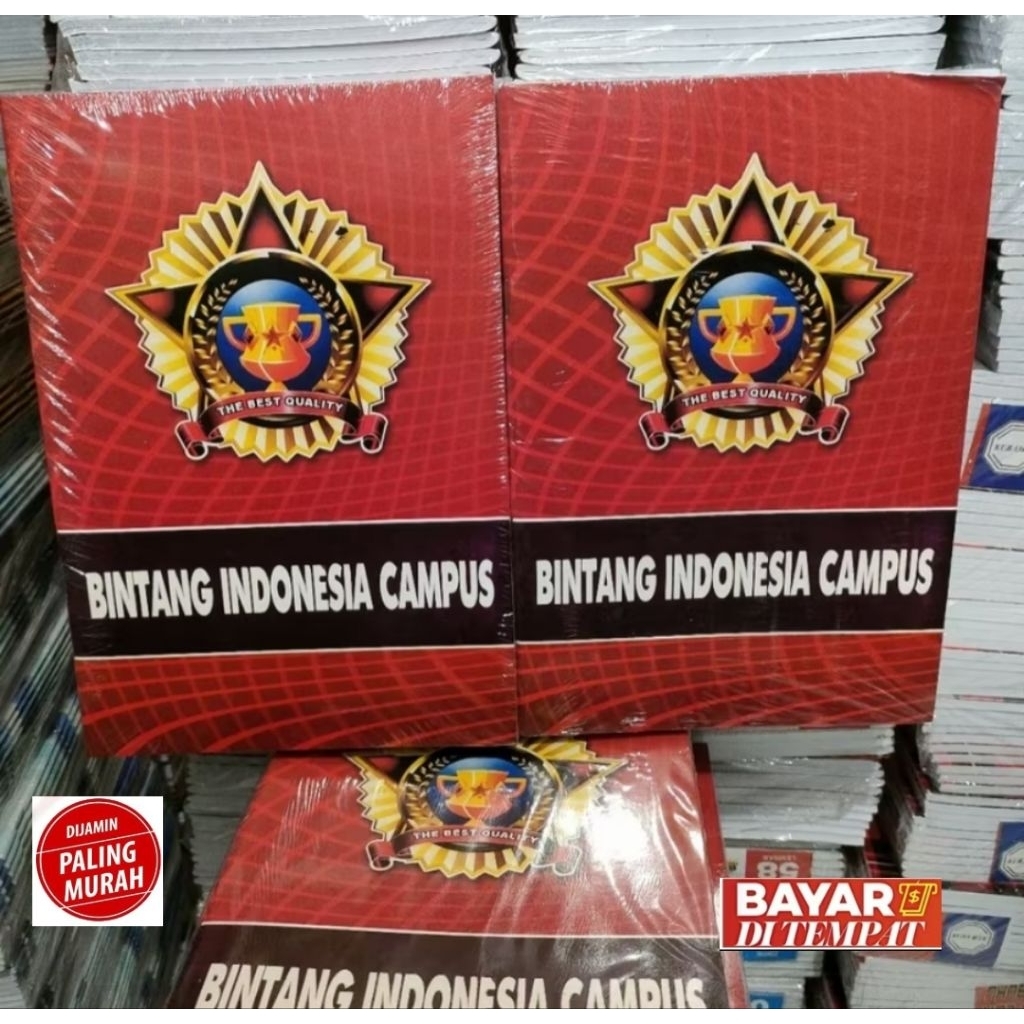 THE BEST QUALITY
BINTANG INDONESIA CAMPUS
THE BEST QUALITY
BINTANG INDONESIA CAMPUS
THE BEST QUALITY
BINTANG INDONESIA CAMPUS
DIJAMIN
PALING
MURAH
58
BAYAR
DI TEMPAT